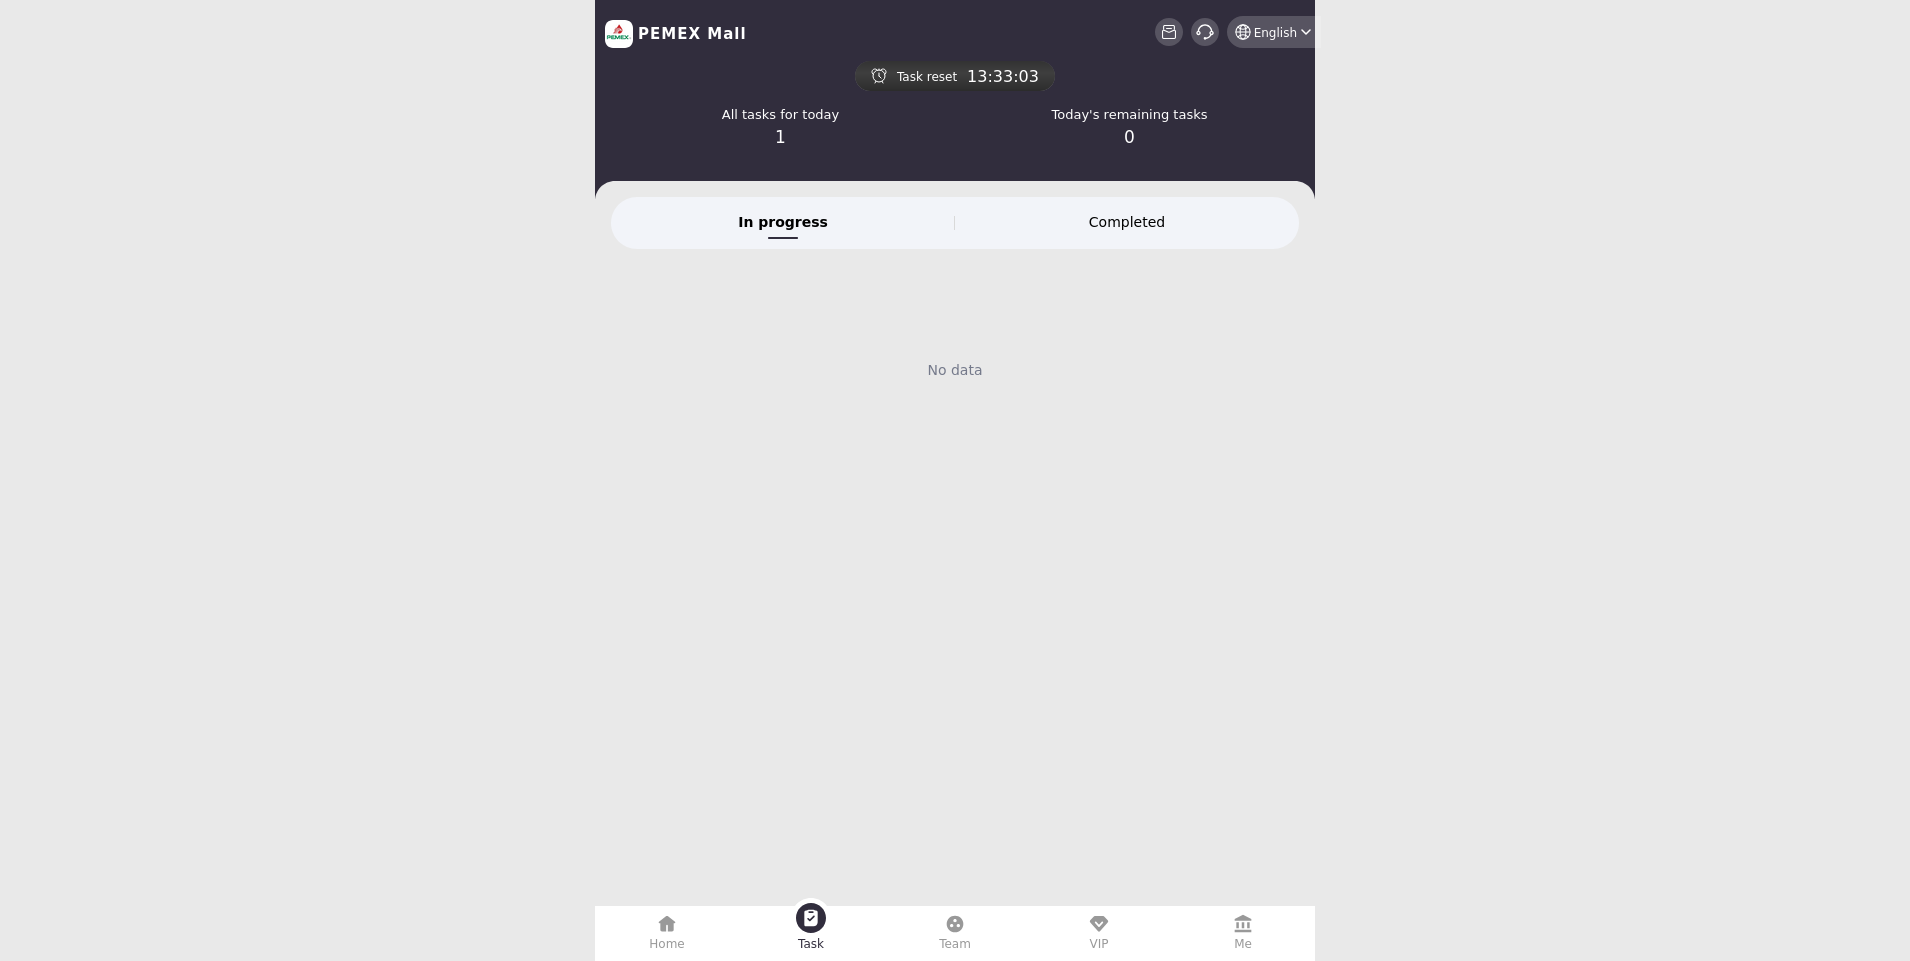 PEMEX
PEMEX Mall
English
Task reset 13:33:03
All tasks for today
1
Today's remaining tasks
0
In progress
Completed
No data
Home
Task
Team
VIP
Me